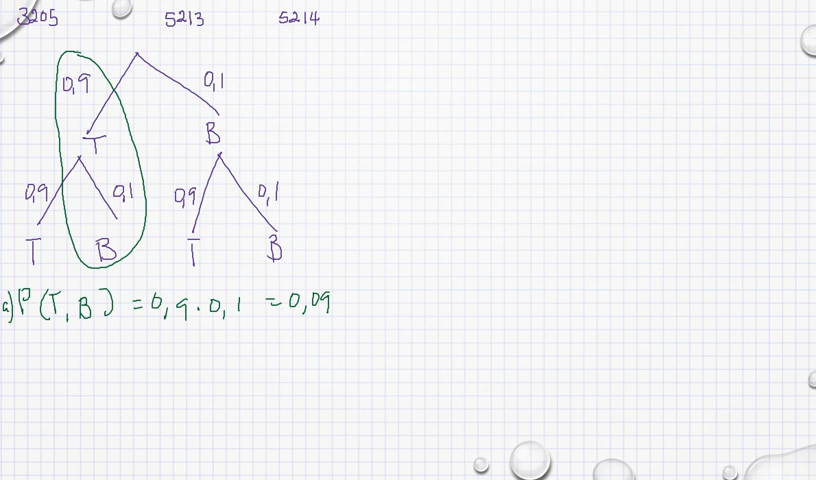 3205 5213 5214
0,9 0,1
T B
0,9 0,1 0,9 0,1
T B T B
a) P(T, B) = 0,9 · 0,1 = 0,09